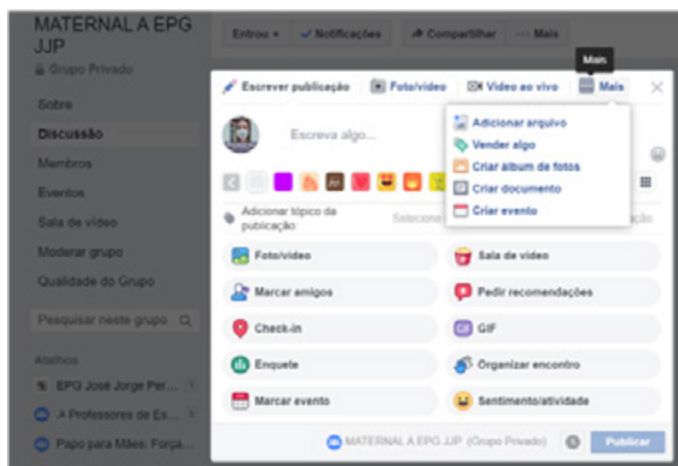 MATERNAL A EPG
JJP
Grupo Privado
Sobre
Discussão
Membros
Eventos
Sala de vídeo
Moderar grupo
Qualidade do Grupo
Pesquisar neste grupo
Atalhos
EPG José Jorge Per... 1
Professores de Es...
Papo para Mães: Força...
Entrou
Notificações
Compartilhar
Mais
Mais
Escrever publicação
Foto/vídeo
Vídeo ao vivo
Mais
Escreva algo...
Adicionar arquivo
Vender algo
Criar álbum de fotos
Criar documento
Criar evento
Adicionar tópico da
publicação:
Selecione
Foto/vídeo
Sala de vídeo
Marcar amigos
Pedir recomendações
Check-in
GIF GIF
Enquete
Organizar encontro
Marcar evento
Sentimento/atividade
MATERNAL A EPG JJP (Grupo Privado)
Publicar